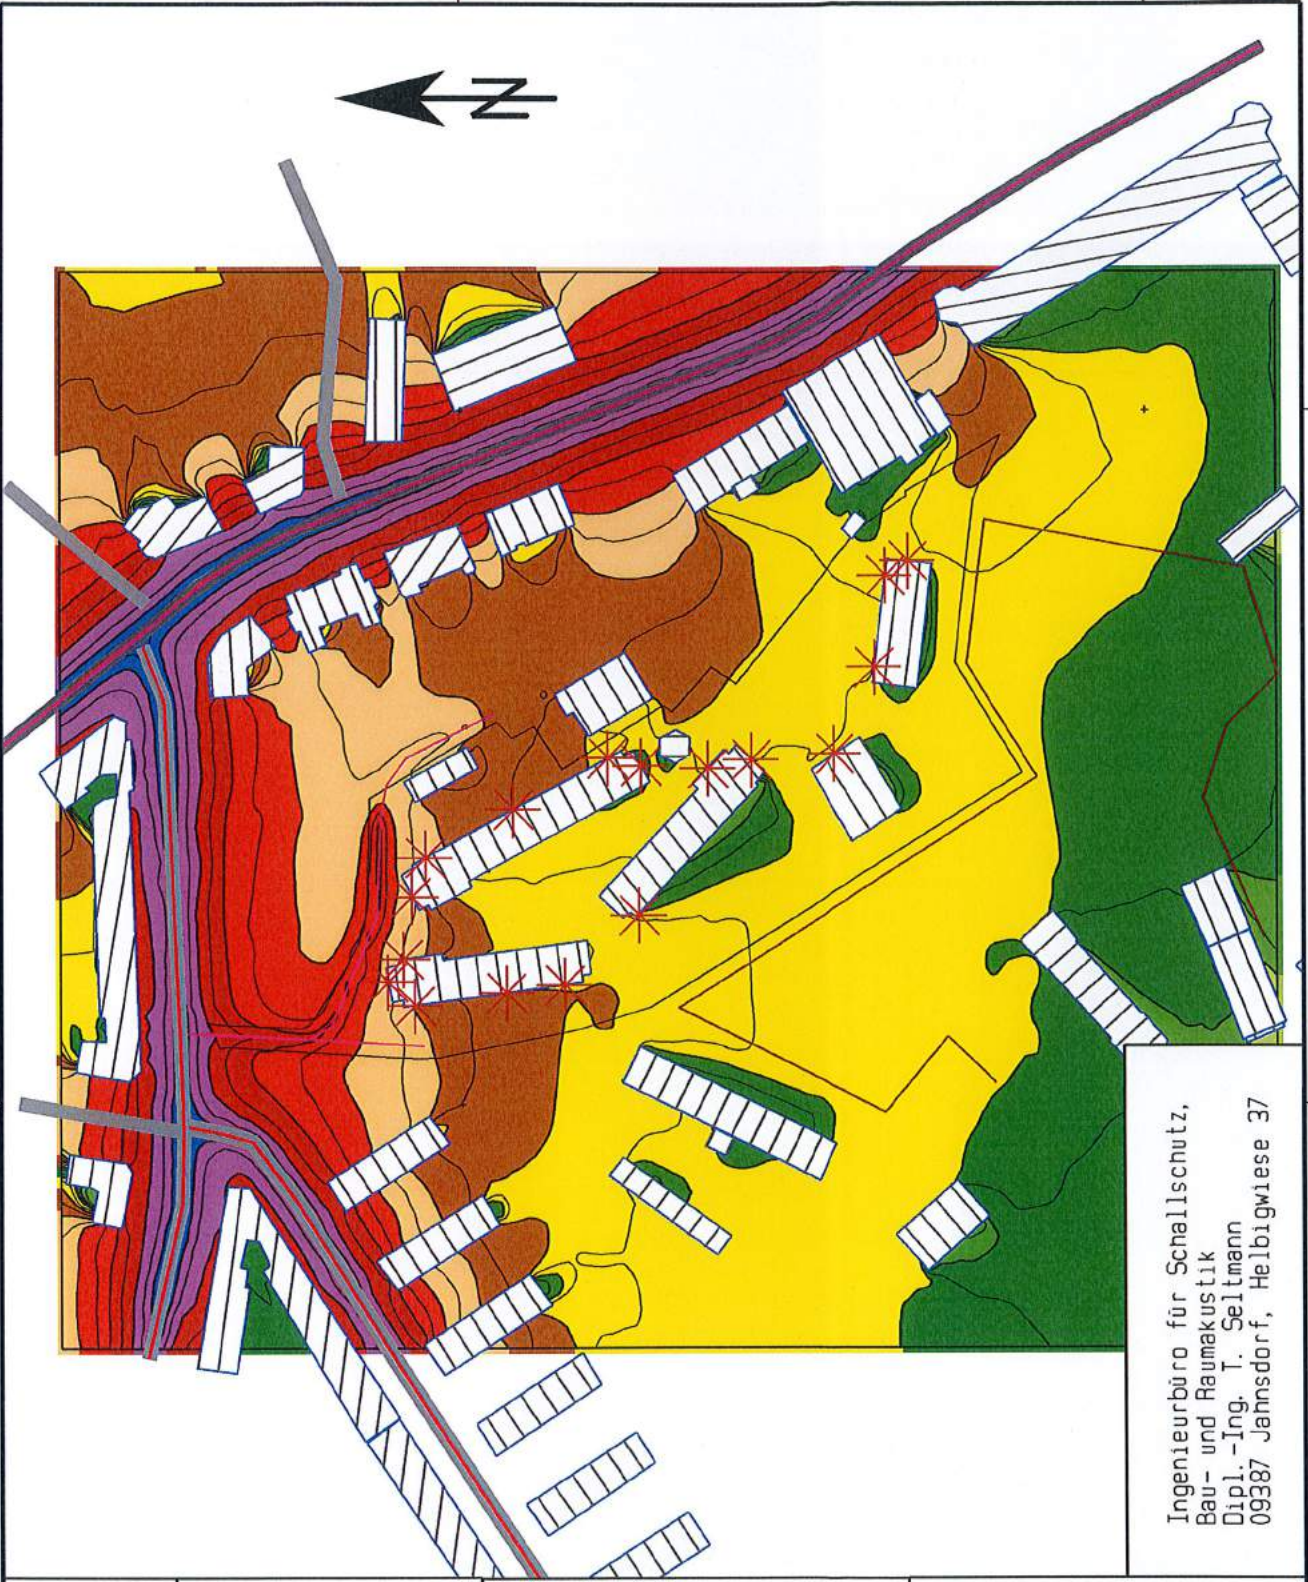 N
Ingenieurbüro für Schallschutz,
Bau- und Raumakustik
Dipl.-Ing. T. Seltmann
09387 Jahnsdorf, Helbigwiese 37